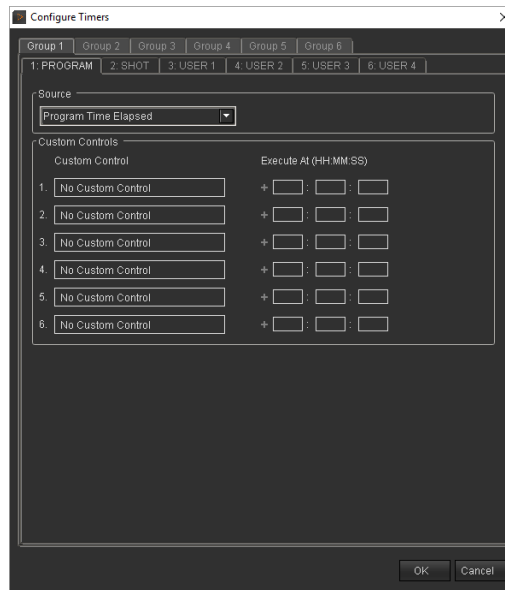 Configure Timers
Group 1 Group 2 Group 3 Group 4 Group 5 Group 6
1: PROGRAM 2: SHOT 3: USER 1 4: USER 2 5: USER 3 6: USER 4
Source
Program Time Elapsed
Custom Controls
Custom Control Execute At (HH:MM:SS)
1. No Custom Control + : :
2. No Custom Control + : :
3. No Custom Control + : :
4. No Custom Control + : :
5. No Custom Control + : :
6. No Custom Control + : :
OK Cancel